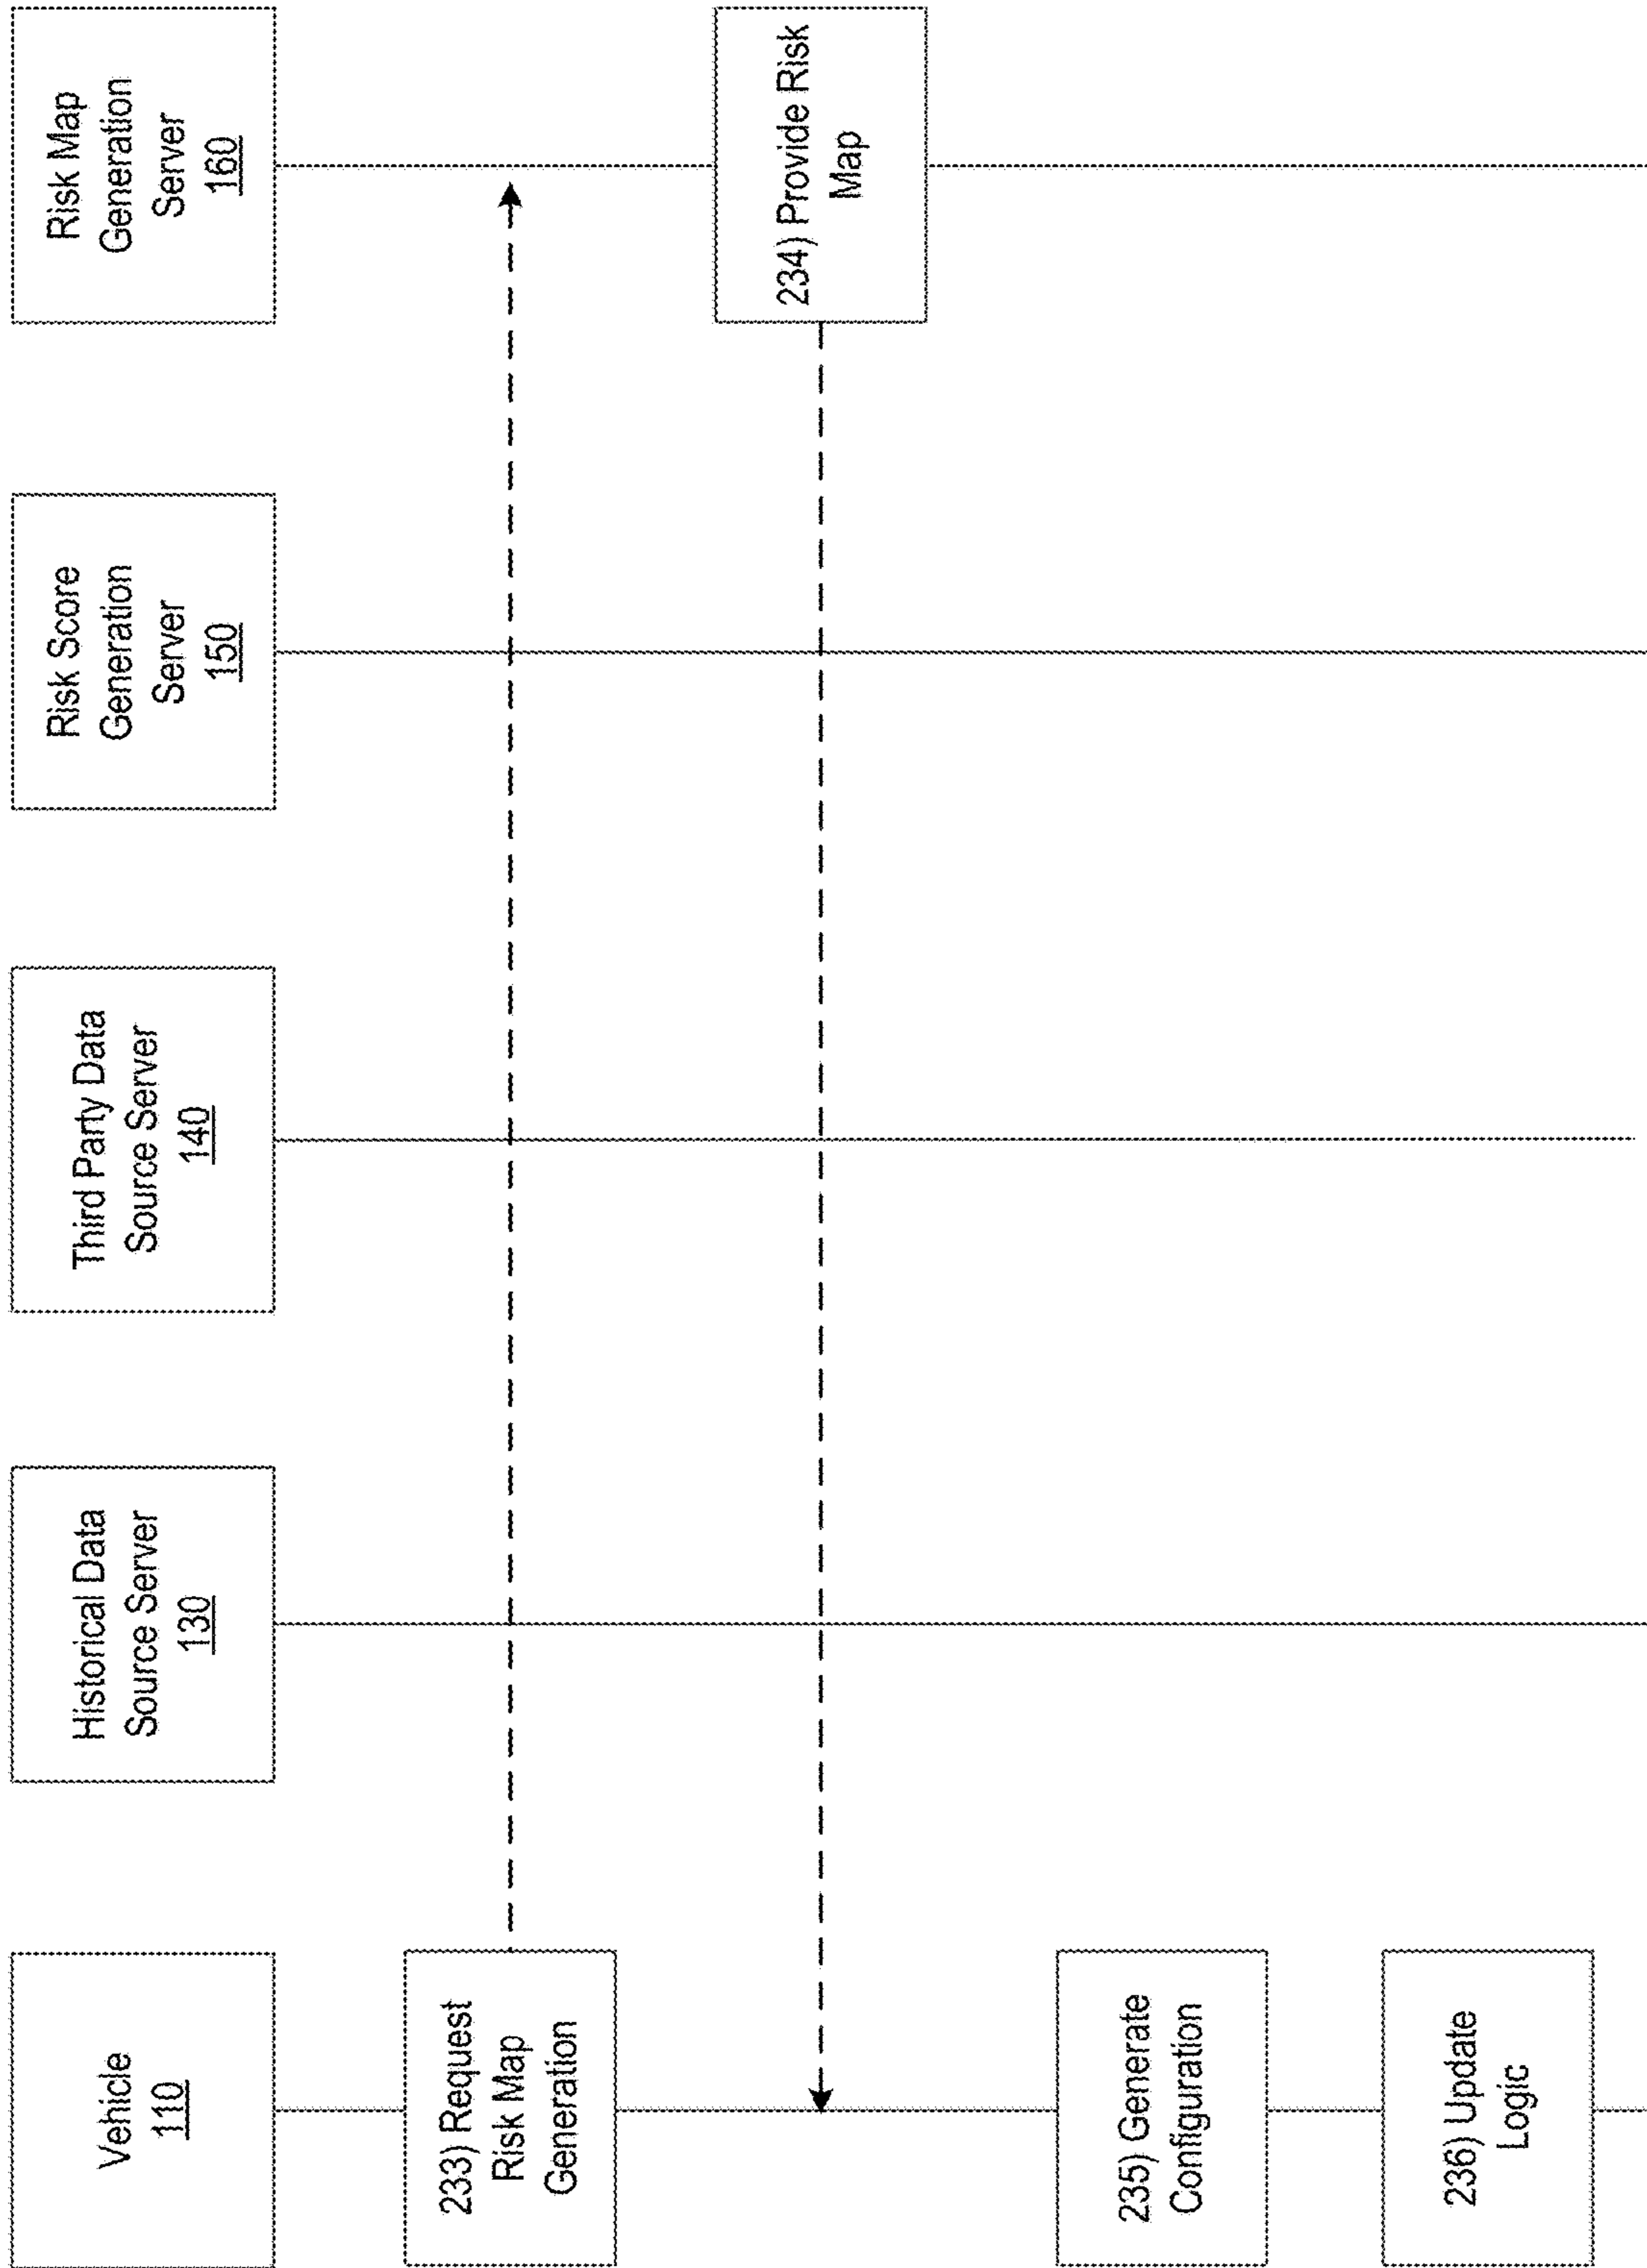 Vehicle
110
Historical Data
Source Server
130
Third Party Data
Source Server
140
Risk Score
Generation
Server
150
Risk Map
Generation
Server
160
233) Request
Risk Map
Generation
234) Provide Risk
Map
235) Generate
Configuration
236) Update
Logic